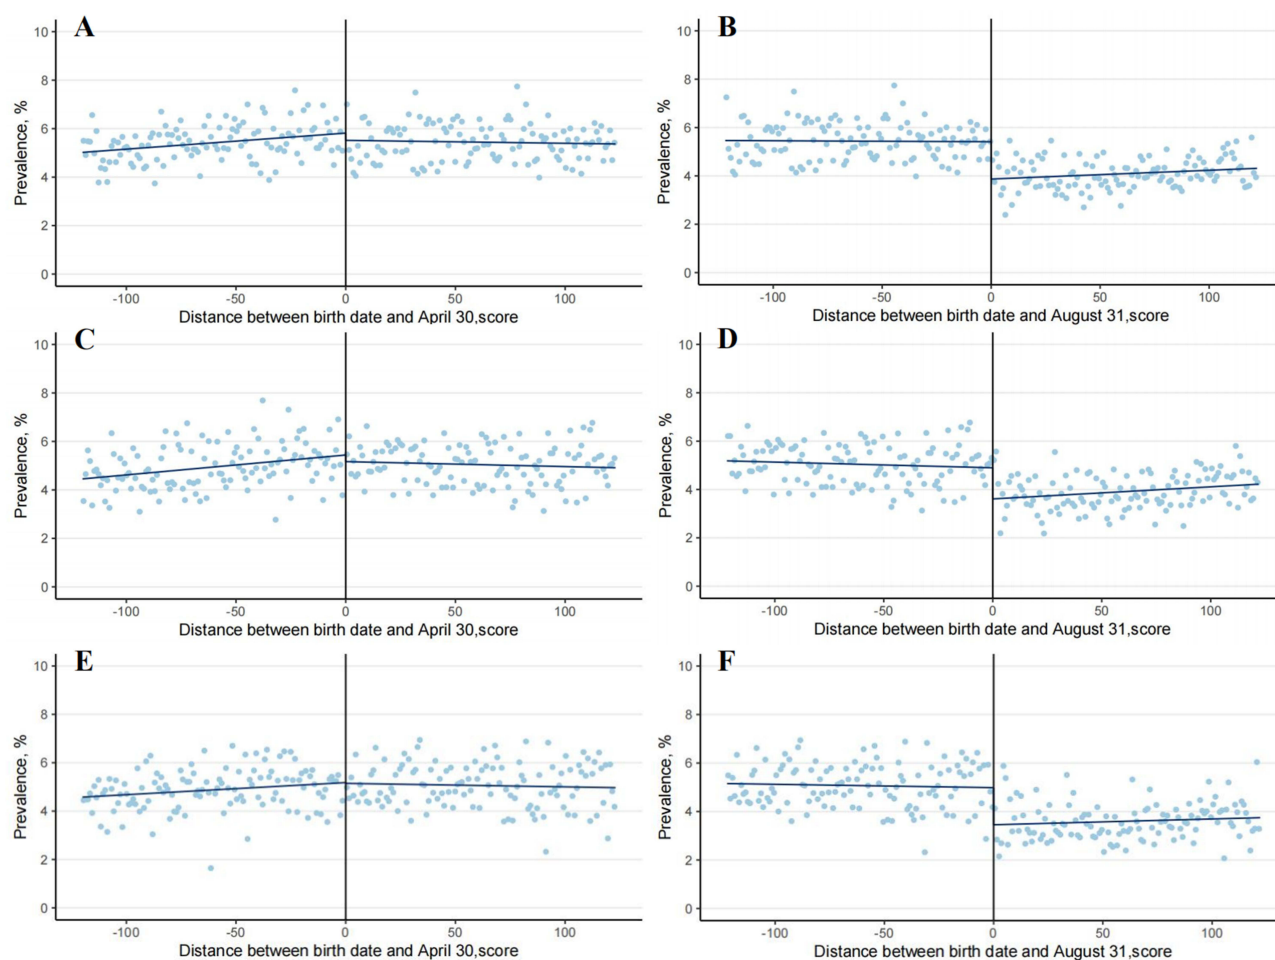 A
B
10
8
6
4
2
0
Prevalence, %
-100 -50 0 50 100
Distance between birth date and April 30,score
10
8
6
4
2
0
Prevalence, %
-100 -50 0 50 100
Distance between birth date and August 31,score
C
D
10
8
6
4
2
0
Prevalence, %
-100 -50 0 50 100
Distance between birth date and April 30,score
10
8
6
4
2
0
Prevalence, %
-100 -50 0 50 100
Distance between birth date and August 31,score
E
F
10
8
6
4
2
0
Prevalence, %
-100 -50 0 50 100
Distance between birth date and April 30,score
10
8
6
4
2
0
Prevalence, %
-100 -50 0 50 100
Distance between birth date and August 31,score